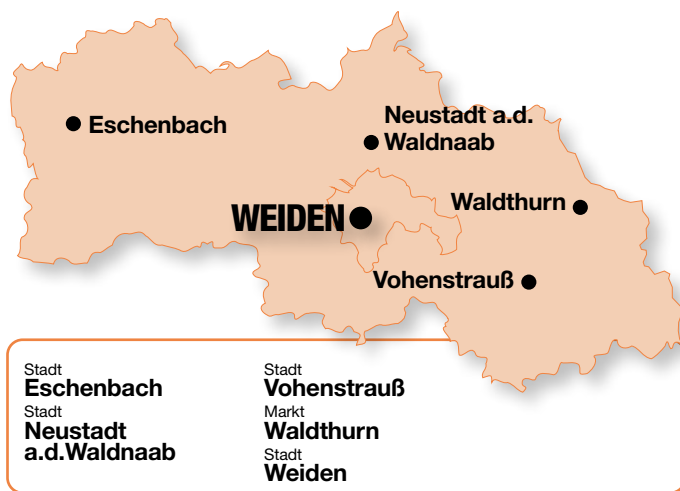 Eschenbach
Neustadt a.d.
Waldnaab
WEIDEN
Waldthurn
Vohenstrauß
Stadt
Eschenbach
Stadt
Neustadt
a.d.Waldnaab
Stadt
Vohenstrauß
Markt
Waldthurn
Stadt
Weiden